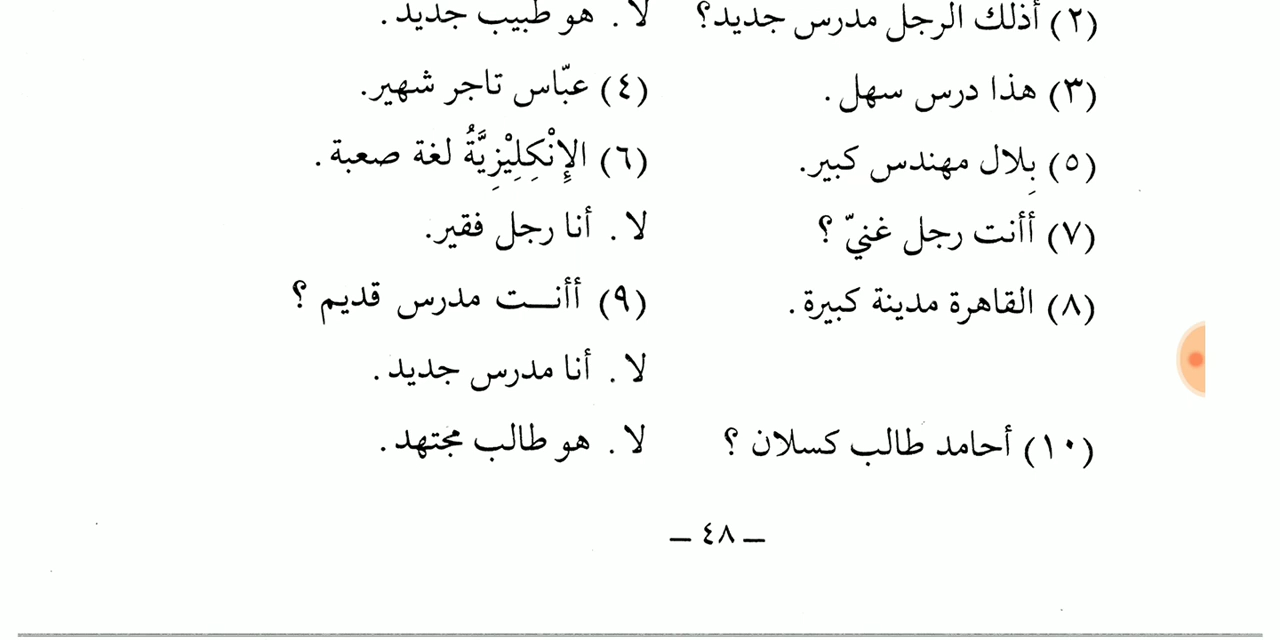 (٢) أذلك الرجل مدرس جديد؟ لا . هو طبيب جديد .
(٣) هذا درس سهل . (٤) عبّاس تاجر شهير.
(٥) بِلال مهندس كبير. (٦) الإِنْكِلِيْزِيَّةُ لغة صعبة .
(٧) أأنت رجل غنيّ ؟ لا . أنا رجل فقير.
(٨) القاهرة مدينة كبيرة . (٩) أأنـــت مدرس قديم ؟
لا . أنا مدرس جديد .
(١٠) أحامد طالب كسلان ؟ لا . هو طالب مجتهد .
– ٤٨ –